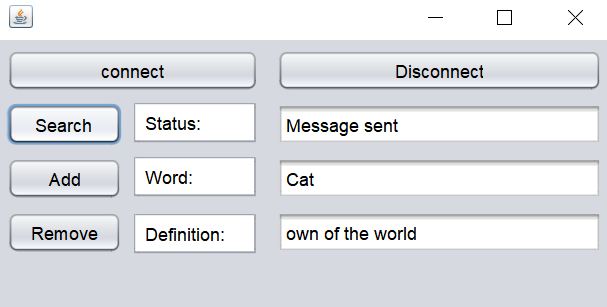 connect Disconnect
Search Status: Message sent
Add Word: Cat
Remove Definition: own of the world